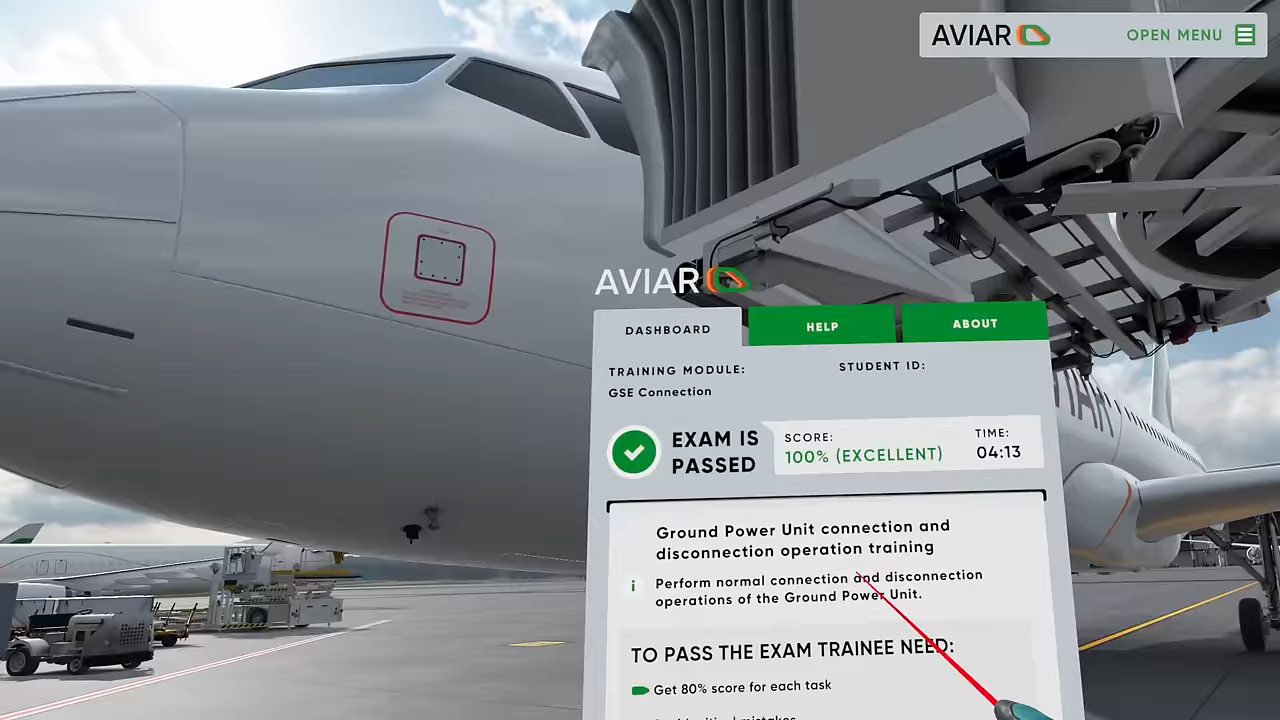 AVIAR
OPEN MENU
AVIAR
DASHBOARD
HELP
ABOUT
TRAINING MODULE:
STUDENT ID:
GSE Connection
EXAM IS
PASSED
SCORE:
100% (EXCELLENT)
TIME:
04:13
Ground Power Unit connection and
disconnection operation training
i
Perform normal connection and disconnection
operations of the Ground Power Unit.
TO PASS THE EXAM TRAINEE NEED:
Get 80% score for each task